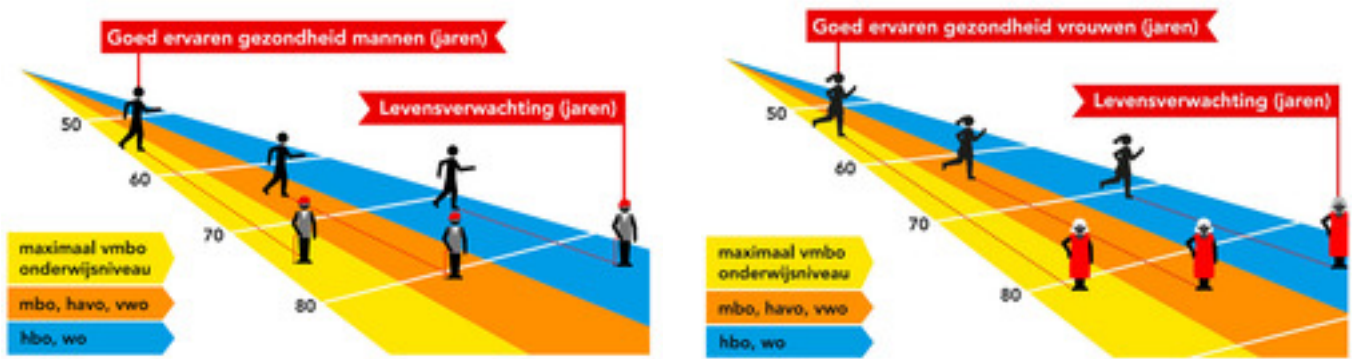 Goed ervaren gezondheid mannen (jaren)
Levensverwachting (jaren)
50
60
70
80
maximaal vmbo
onderwijsniveau
mbo, havo, vwo
hbo, wo
Goed ervaren gezondheid vrouwen (jaren)
Levensverwachting (jaren)
50
60
70
80
maximaal vmbo
onderwijsniveau
mbo, havo, vwo
hbo, wo